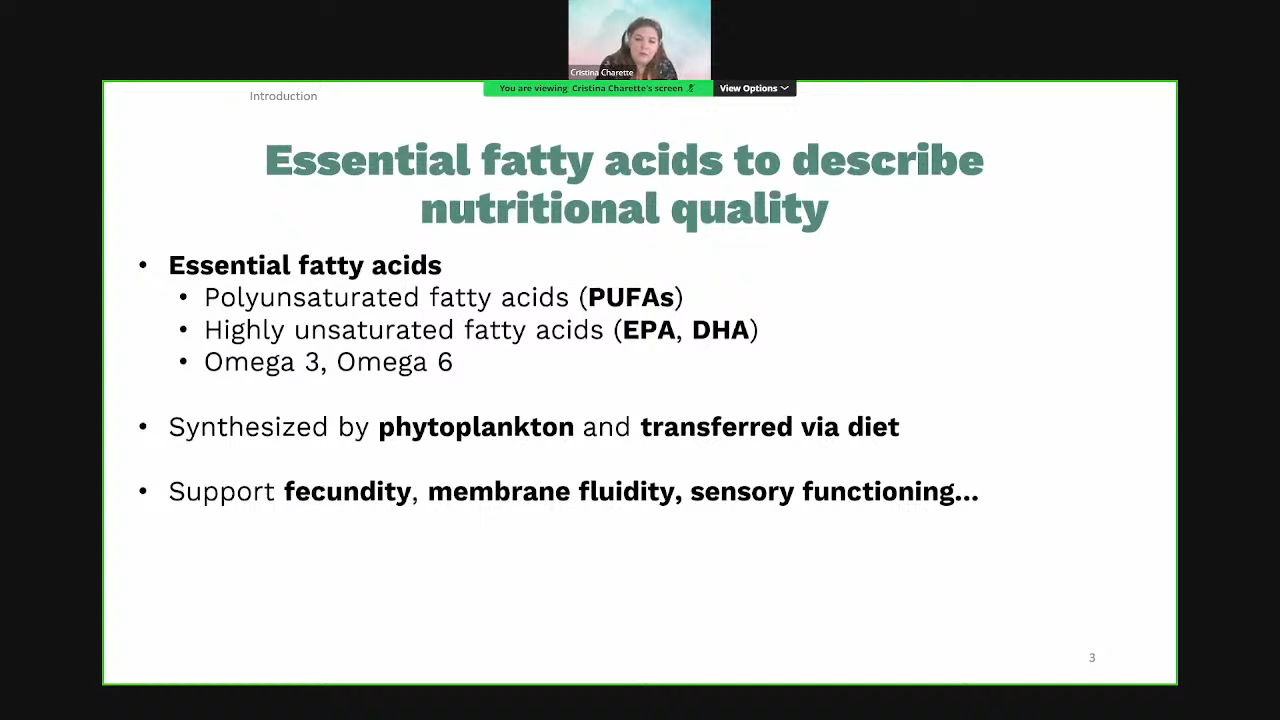 Cristina Charette
You are viewing Cristina Charette's screen
View Options
Introduction
Essential fatty acids to describe
nutritional quality
• Essential fatty acids
• Polyunsaturated fatty acids (PUFAs)
• Highly unsaturated fatty acids (EPA, DHA)
• Omega 3, Omega 6
• Synthesized by phytoplankton and transferred via diet
• Support fecundity, membrane fluidity, sensory functioning...
3